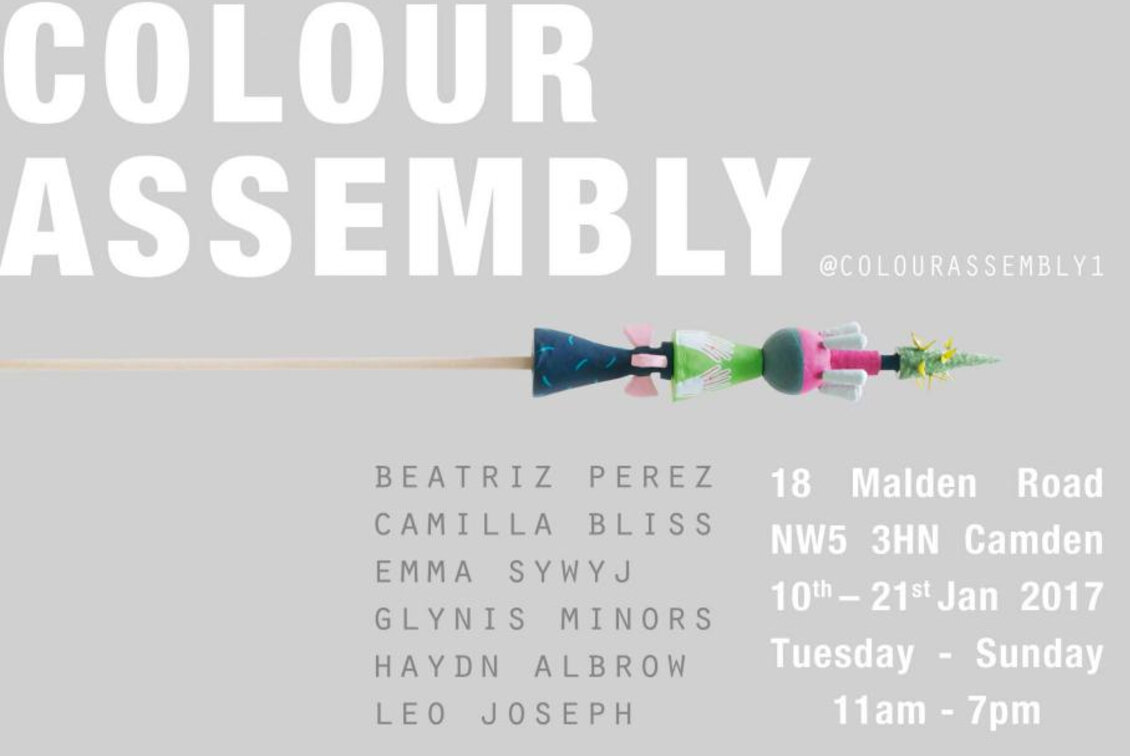 COLOUR
ASSEMBLY
@COLOURASSEMBLY1
BEATRIZ PEREZ
CAMILLA BLISS
EMMA SYWYJ
GLYNIS MINORS
HAYDN ALBROW
LEO JOSEPH
18 Malden Road
NW5 3HN Camden
10th – 21st Jan 2017
Tuesday - Sunday
11am - 7pm